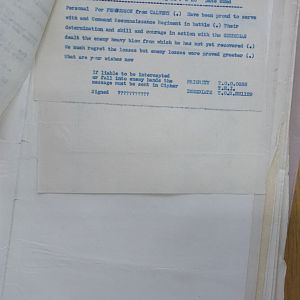 Personal For FERGUSSON from CALVERT (.) Have been proud to serve
with and Command Reconnaissance Regiment in battle (.) Their
determination and skill and courage in action with the
dealt the enemy heavy blow from which he has not yet recovered (.)
We much regret the losses but enemy losses were proved greater (.)
What are your wishes now
If liable to be intercepted
or fall into enemy hands the
message must be sent in Cipher
Signed ???????????
PRIORITY
IMMEDIATE